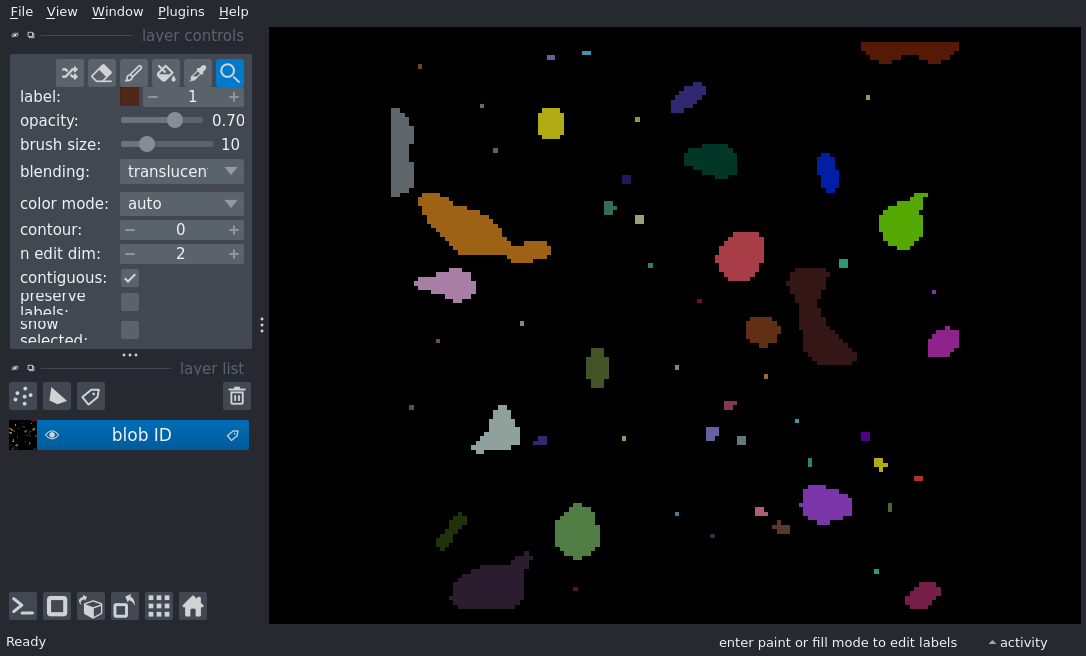 File View Window Plugins Help
layer controls
label: 1
opacity: 0.70
brush size: 10
blending: translucen
color mode: auto
contour: 0
n edit dim: 2
contiguous:
preserve
labels:
show
selected:
layer list
blob ID
Ready
enter paint or fill mode to edit labels
activity